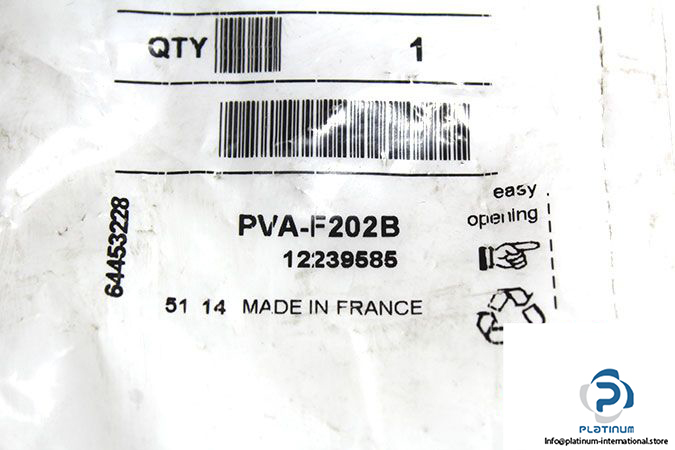 QTY 1
64453228
PVA-F202B
12239585
51 14 MADE IN FRANCE
easy
opening
PLATINUM
Info@platinum-international.store